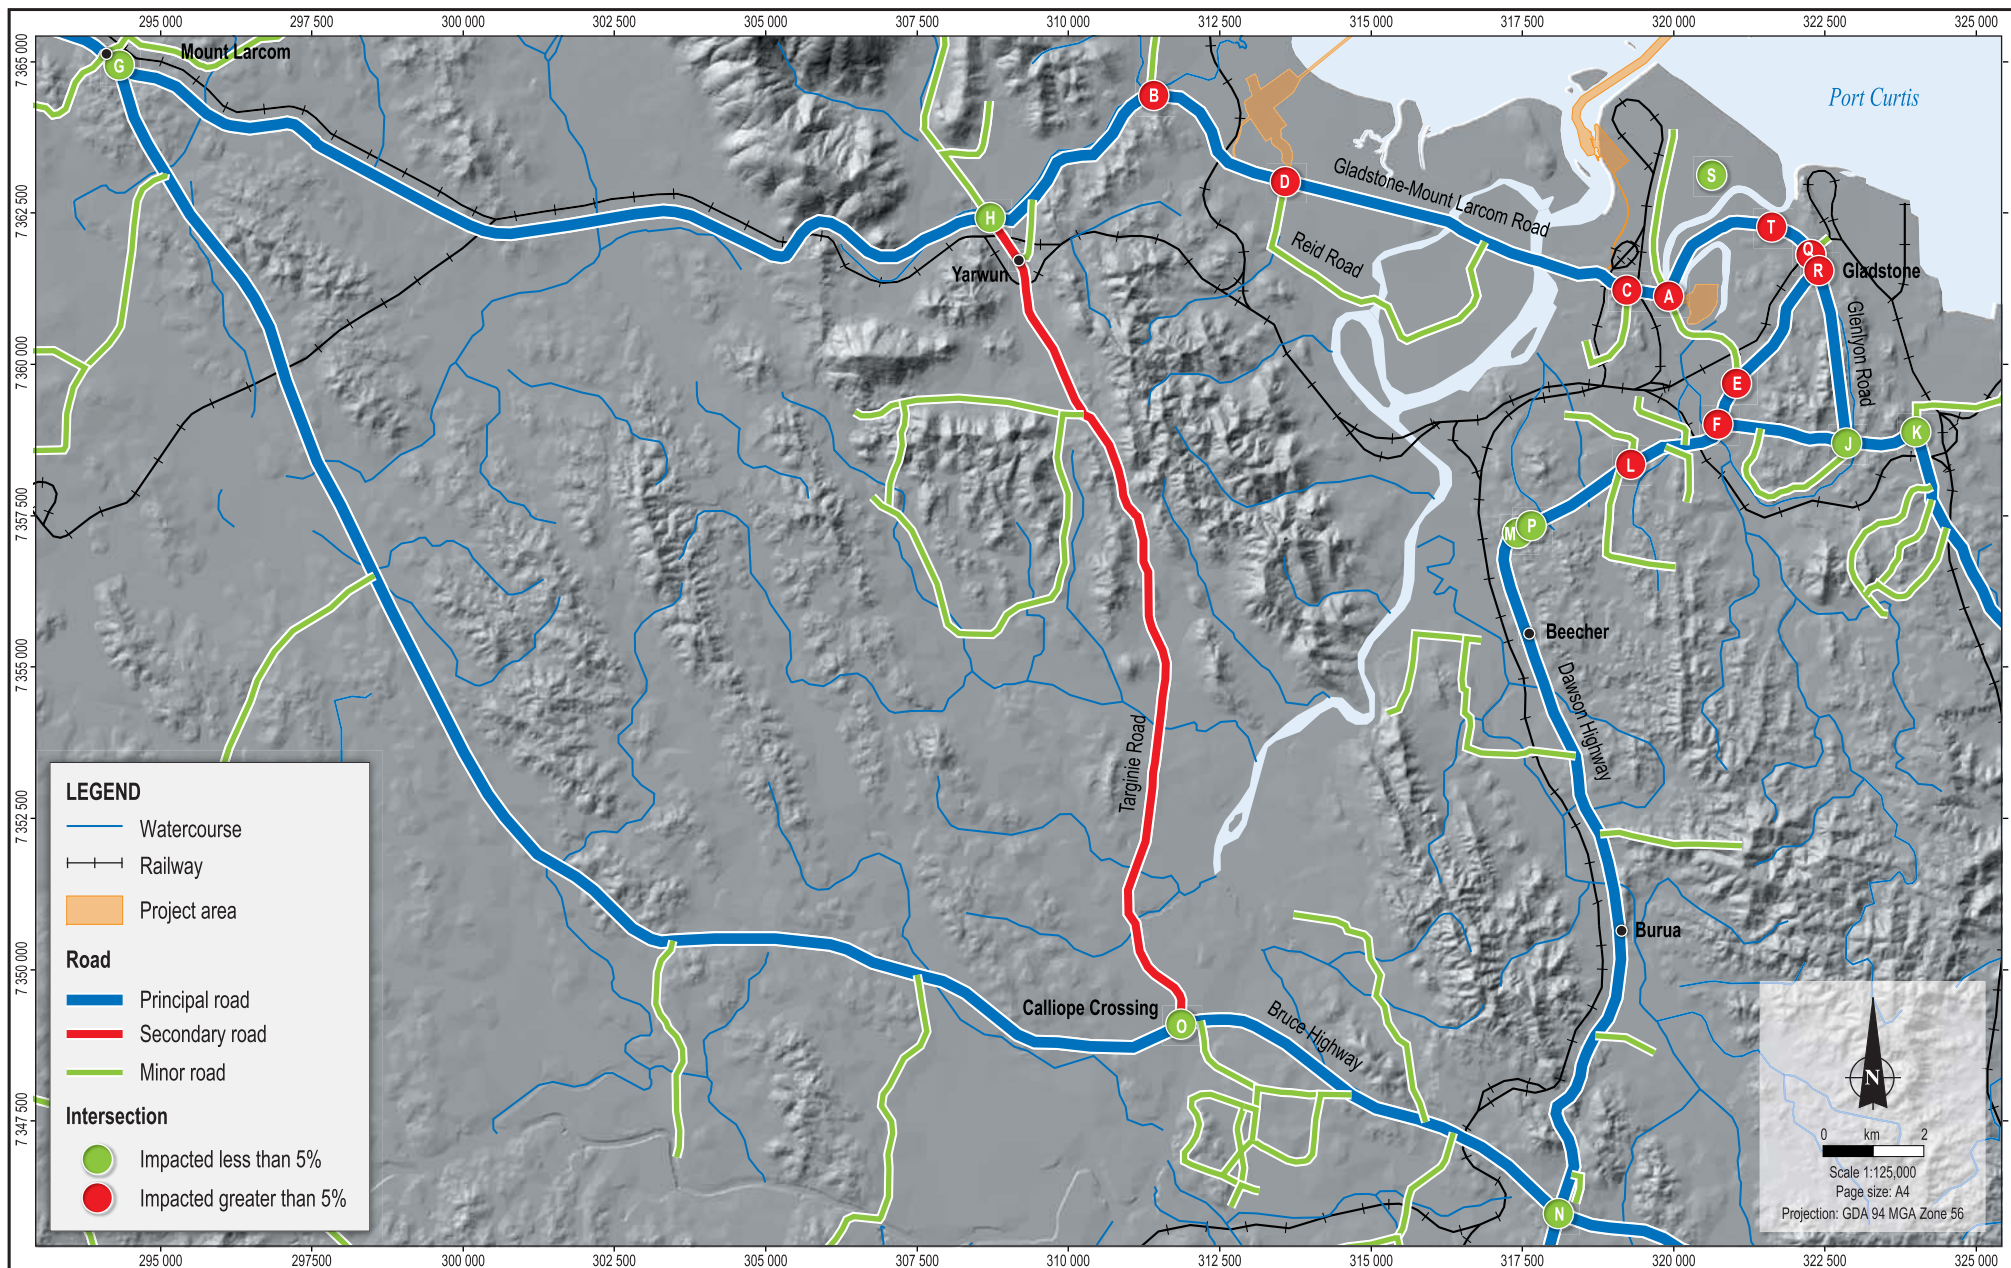 295 000
297 500
300 000
302 500
305 000
307 500
310 000
312 500
315 000
317 500
320 000
322 500
325 000
7 365 000
7 362 500
7 360 000
7 357 500
7 355 000
7 352 500
7 350 000
7 347 500
Mount Larcom
G
B
Port Curtis
D
Gladstone-Mount Larcom Road
S
H
Reid Road
T
Q
R
Gladstone
Yarwun
C
A
Glenlyon Road
E
F
J
K
L
M
P
Beecher
Dawson Highway
Targinie Road
Burua
Calliope Crossing
O
Bruce Highway
N
LEGEND
Watercourse
Railway
Project area
Road
Principal road
Secondary road
Minor road
Intersection
Impacted less than 5%
Impacted greater than 5%
N
0 km 2
Scale 1:125,000
Page size: A4
Projection: GDA 94 MGA Zone 56
295 000
297500
300 000
302 500
305 000
307 500
310 000
312 500
315 000
317 500
320 000
322 500
325 000